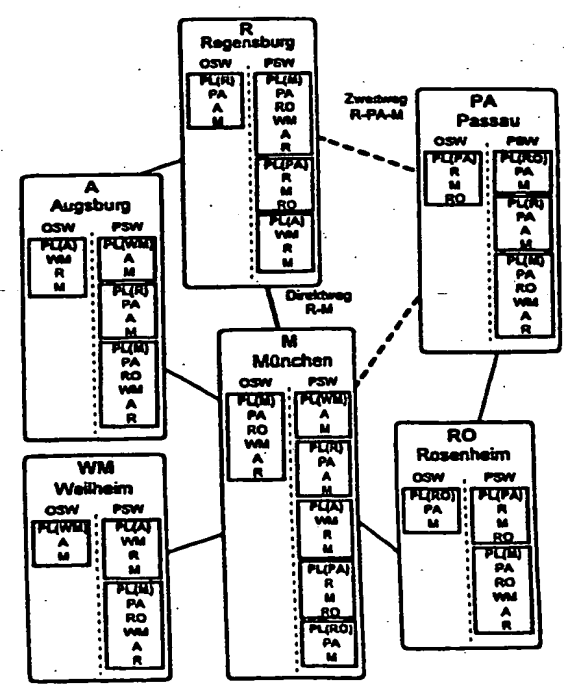 R
Regensburg
OSW PSW
PL(R)
PA
A
M
PL(M)
PA
RO
WM
A
R
PL(PA)
R
M
RO
PL(A)
WM
R
M
Zweitweg
R-PA-M
PA
Passau
OSW PSW
PL(PA)
R
M
RO
PL(RO)
PA
M
PL(R)
PA
A
M
PL(M)
PA
RO
WM
A
R
A
Augsburg
OSW PSW
PL(A)
WM
R
M
PL(WM)
A
M
PL(R)
PA
A
M
PL(M)
PA
RO
WM
A
R
Direktweg
R-M
M
München
OSW PSW
PL(M)
PA
RO
WM
A
R
PL(WM)
A
M
PL(R)
PA
A
M
PL(A)
WM
R
M
PL(PA)
R
M
RO
PL(RO)
PA
M
RO
Rosenheim
OSW PSW
PL(RO)
PA
M
PL(PA)
R
M
RO
PL(M)
PA
RO
WM
A
R
WM
Weilheim
OSW PSW
PL(WM)
A
M
PL(A)
WM
R
M
PL(M)
PA
RO
WM
A
R